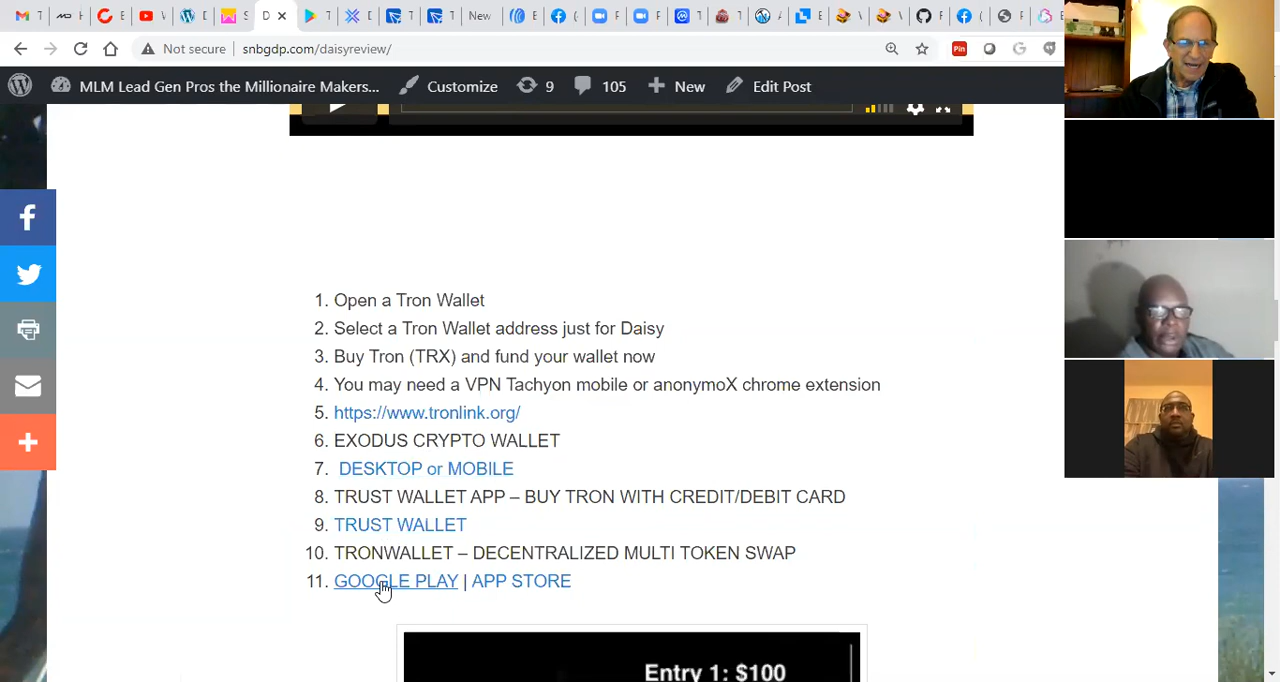 New
Not secure
snbgdp.com/daisyreview/
Pin
MLM Lead Gen Pros the Millionaire Makers...
Customize
9
105
New
Edit Post
1. Open a Tron Wallet
2. Select a Tron Wallet address just for Daisy
3. Buy Tron (TRX) and fund your wallet now
4. You may need a VPN Tachyon mobile or anonymoX chrome extension
5. https://www.tronlink.org/
6. EXODUS CRYPTO WALLET
7. DESKTOP or MOBILE
8. TRUST WALLET APP – BUY TRON WITH CREDIT/DEBIT CARD
9. TRUST WALLET
10. TRONWALLET – DECENTRALIZED MULTI TOKEN SWAP
11. GOOGLE PLAY | APP STORE
Entry 1: $100